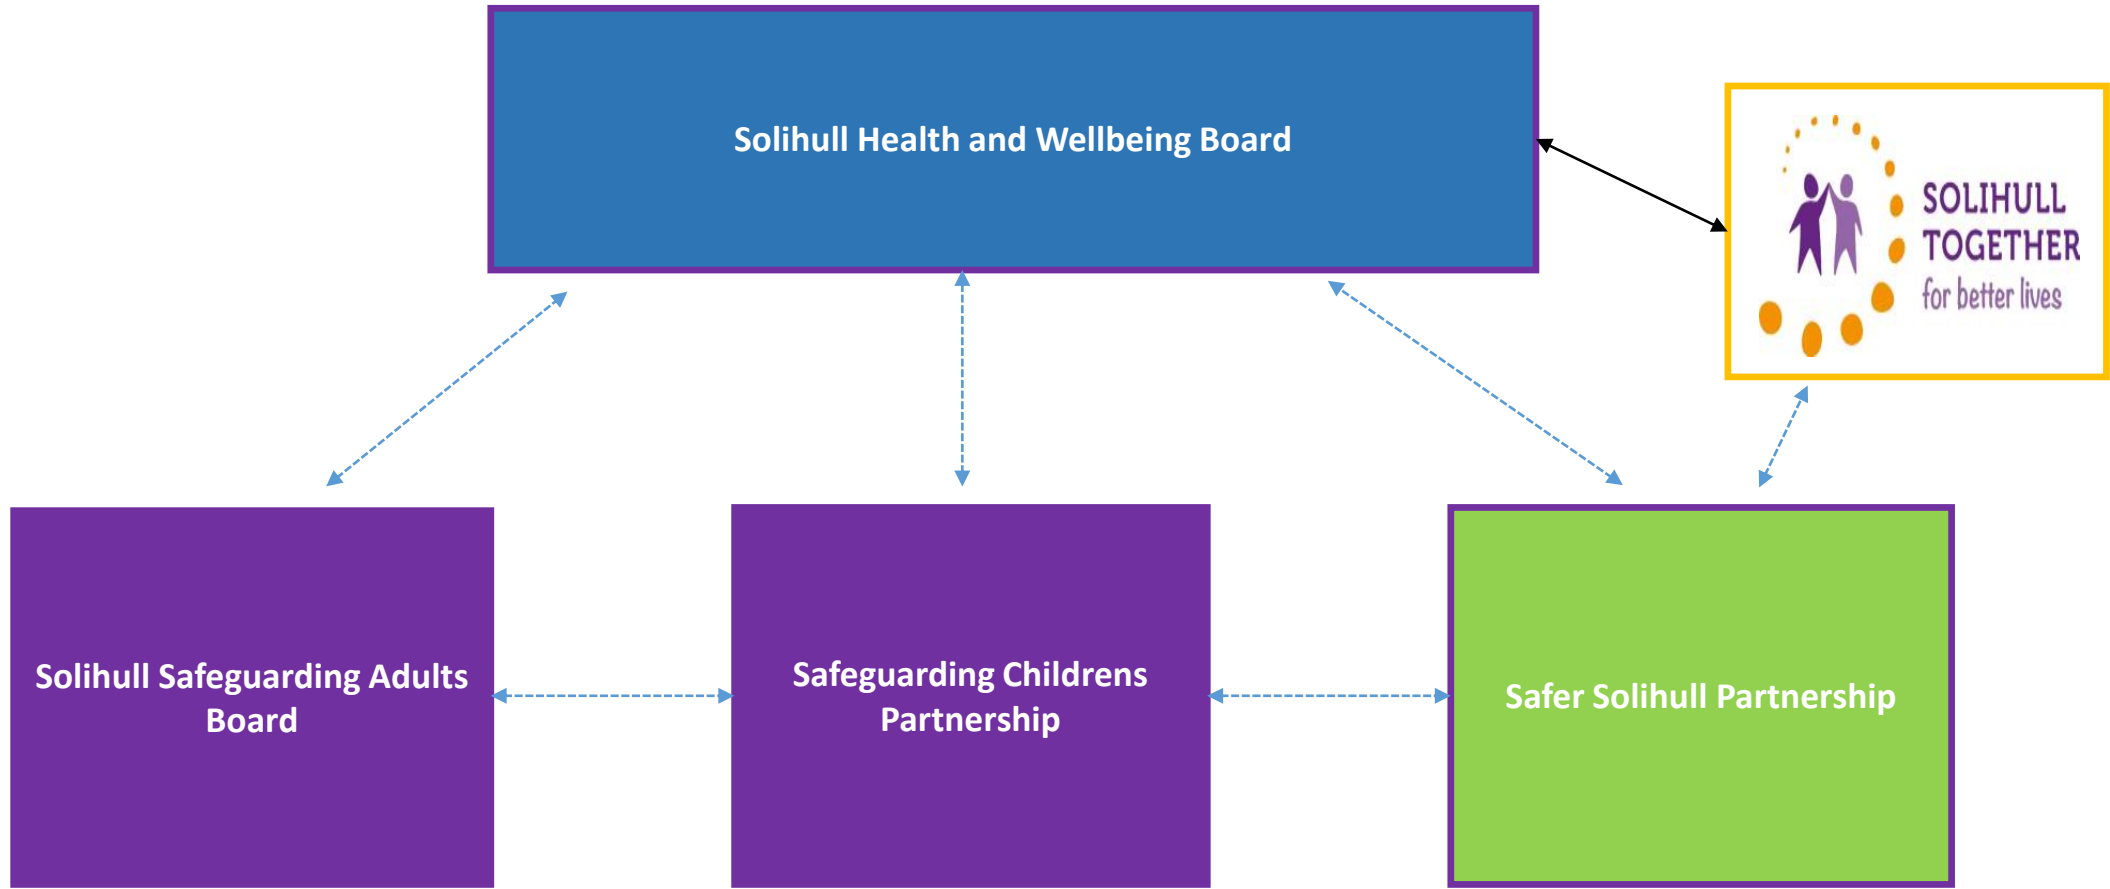 Solihull Health and Wellbeing Board
SOLIHULL
TOGETHER
for better lives
Solihull Safeguarding Adults
Board
Safeguarding Childrens
Partnership
Safer Solihull Partnership